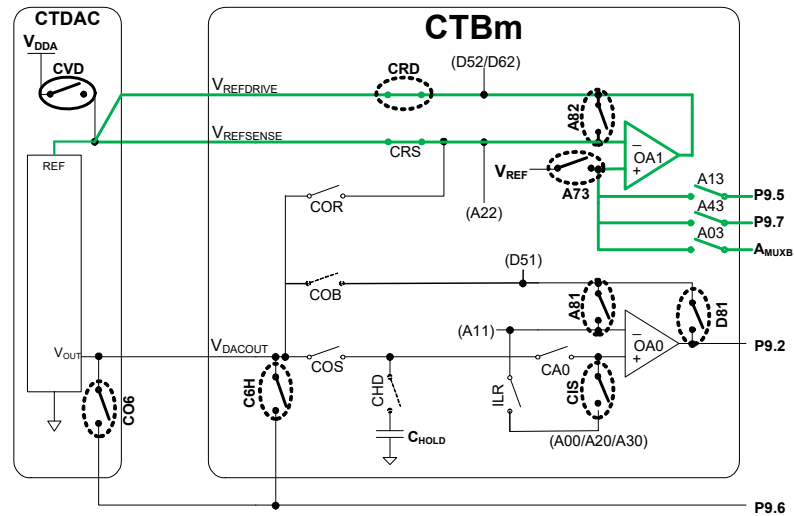 CTDAC
CTBm
VDDA
CVD
CRD
(D52/D62)
VREFDRIVE
A82
VREFSENSE
REF
CRS
OA1
−
+
VREF
A73
A13
P9.5
COR
(A22)
A43
P9.7
A03
AMUXB
(D51)
COB
A81
D81
(A11)
−
OA0
+
P9.2
VOUT
VDACOUT
COS
CA0
CO6
C6H
CHD
ILR
CIS
CHOLD
(A00/A20/A30)
P9.6